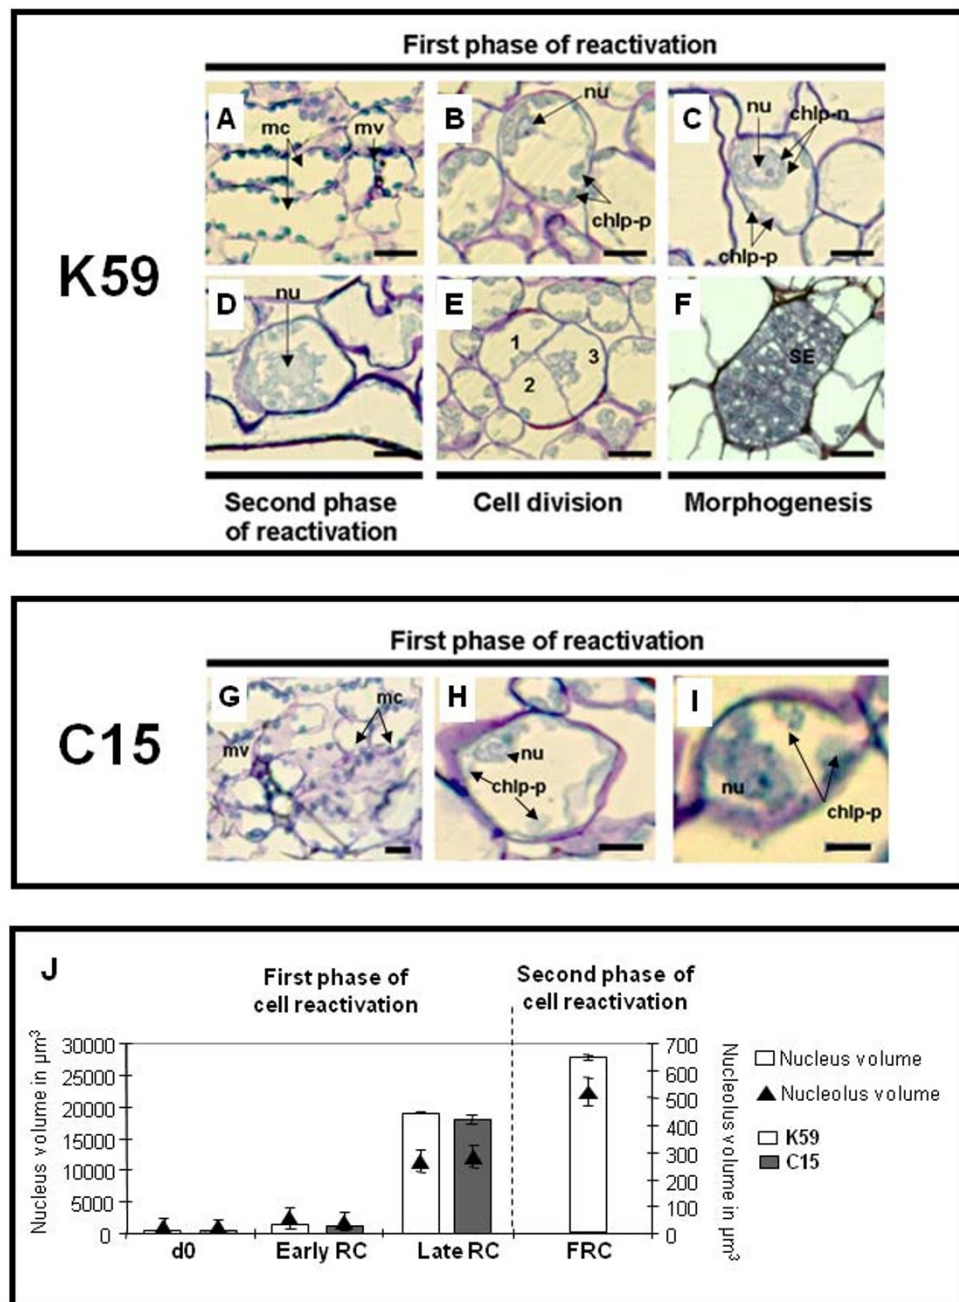 First phase of reactivation
K59
A
mc
mv
B
nu
chlp-p
C
nu
chlp-n
chlp-p
D
nu
E
1
2
3
F
SE
Second phase of reactivation
Cell division
Morphogenesis
First phase of reactivation
C15
G
mc
mv
H
nu
chlp-p
I
nu
chlp-p
J
First phase of
cell reactivation
Second phase of
cell reactivation
Nucleus volume in µm³
30000
25000
20000
15000
10000
5000
0
d0
Early RC
Late RC
FRC
700
600
500
400
300
200
100
0
Nucleolus volume in µm³
Nucleus volume
Nucleolus volume
K59
C15